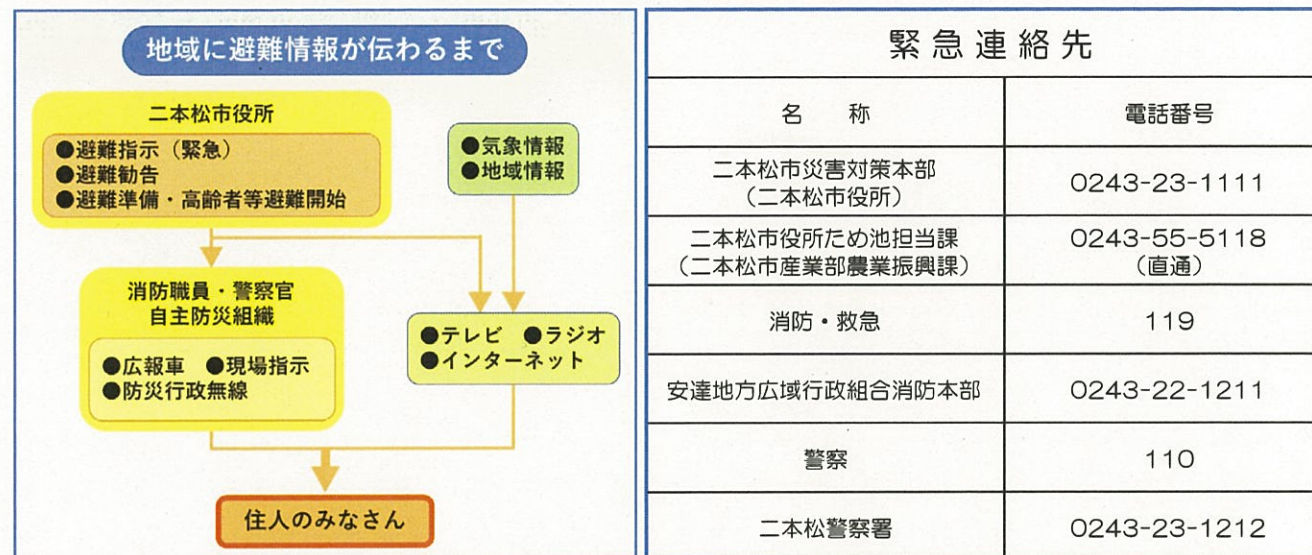 地域に避難情報が伝わるまで
二本松市役所
●避難指示（緊急）
●避難勧告
●避難準備・高齢者等避難開始
●気象情報
●地域情報
消防職員・警察官
自主防災組織
●広報車　●現場指示
●防災行政無線
●テレビ　●ラジオ
●インターネット
住人のみなさん
緊急連絡先
名　称　電話番号
二本松市災害対策本部
（二本松市役所）　0243-23-1111
二本松市役所ため池担当課　0243-55-5118
（二本松市産業部農業振興課）　（直通）
消防・救急　119
安達地方広域行政組合消防本部　0243-22-1211
警察　110
二本松警察署　0243-23-1212